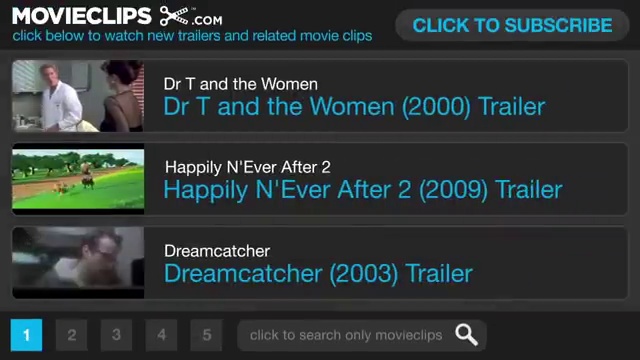 MOVIECLIPS .COM
click below to watch new trailers and related movie clips
CLICK TO SUBSCRIBE
Dr T and the Women
Dr T and the Women (2000) Trailer
Happily N'Ever After 2
Happily N'Ever After 2 (2009) Trailer
Dreamcatcher
Dreamcatcher (2003) Trailer
1 2 3 4 5 click to search only movieclips